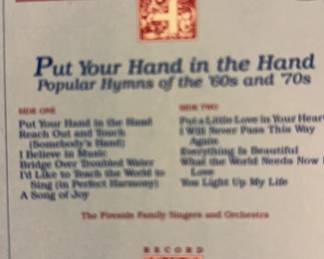 4
Put Your Hand in the Hand
Popular Hymns of the '60s and '70s
SIDE ONE
Put Your Hand in the Hand
Reach Out and Touch
(Somebody's Hand)
I Believe in Music
Bridge Over Troubled Water
I'd Like to Teach the World to
Sing (in Perfect Harmony)
A Song of Joy
SIDE TWO
Put a Little Love in Your Heart
I Will Never Pass This Way
Again
Everything Is Beautiful
What the World Needs Now I
Love
You Light Up My Life
The Fireside Family Singers and Orchestra
RECORD